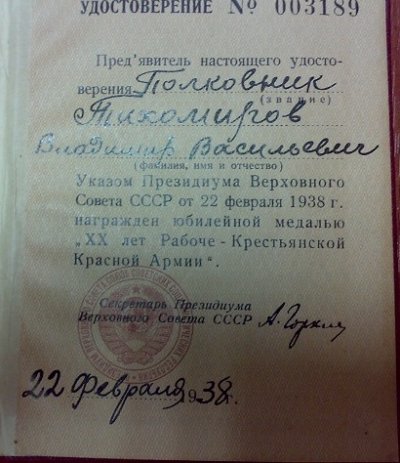 УДОСТОВЕРЕНИЕ № 003189
Пред'явитель настоящего удосто-
верения Полковник
(звание)
Тихомиров
Владимир Васильевич
(фамилия, имя и отчество)
Указом Президиума Верховного
Совета СССР от 22 февраля 1938 г.
награжден юбилейной медалью
„XX лет Рабоче-Крестьянской
Красной Армии".
Секретарь Президиума
Верховного Совета СССР А. Горкин
22 Февраля 1938 г.